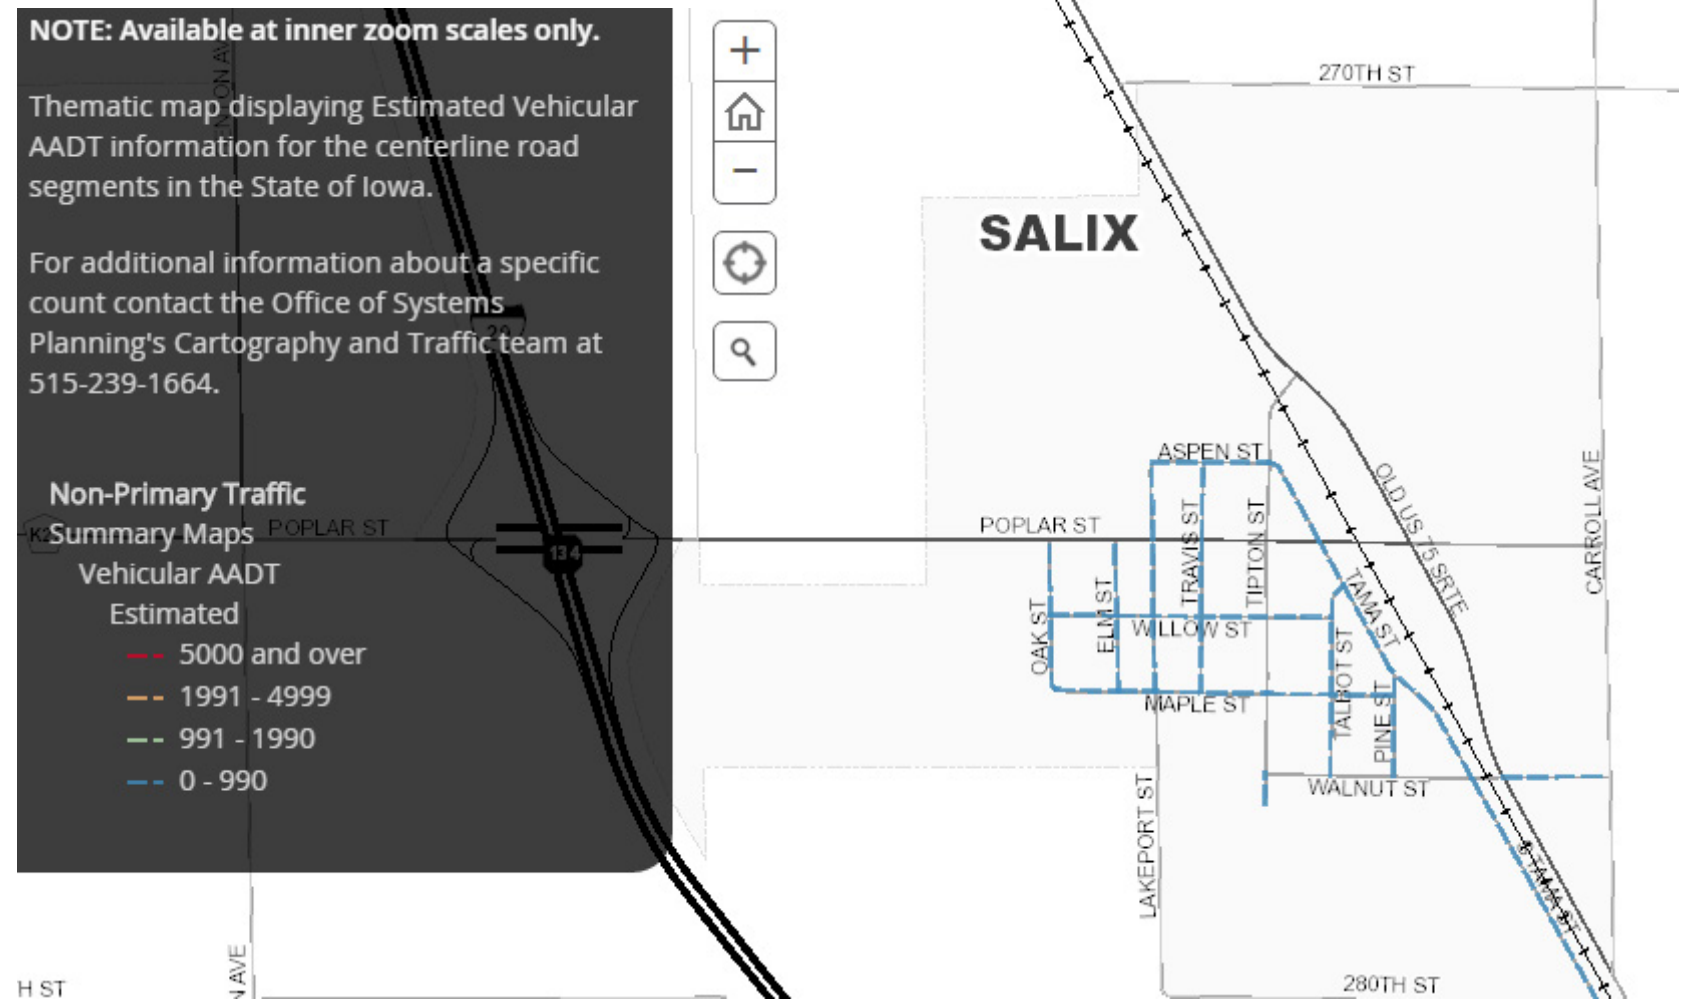 NOTE: Available at inner zoom scales only.
Thematic map displaying Estimated Vehicular
AADT information for the centerline road
segments in the State of Iowa.
For additional information about a specific
count contact the Office of Systems
Planning's Cartography and Traffic team at
515-239-1664.
Non-Primary Traffic
Summary Maps
Vehicular AADT
Estimated
5000 and over
1991 - 4999
991 - 1990
0 - 990
POPLAR ST
134
H ST
N AVE
SALIX
270TH ST
ASPEN ST
POPLAR ST
TRAVIS ST
TIPTON ST
OLD US 75 SRTE
CARROLL AVE
OAK ST
ELM ST
WILLOW ST
TAMA ST
TALBOT ST
PINE ST
MAPLE ST
WALNUT ST
LAKEPORT ST
S TAMA ST
280TH ST